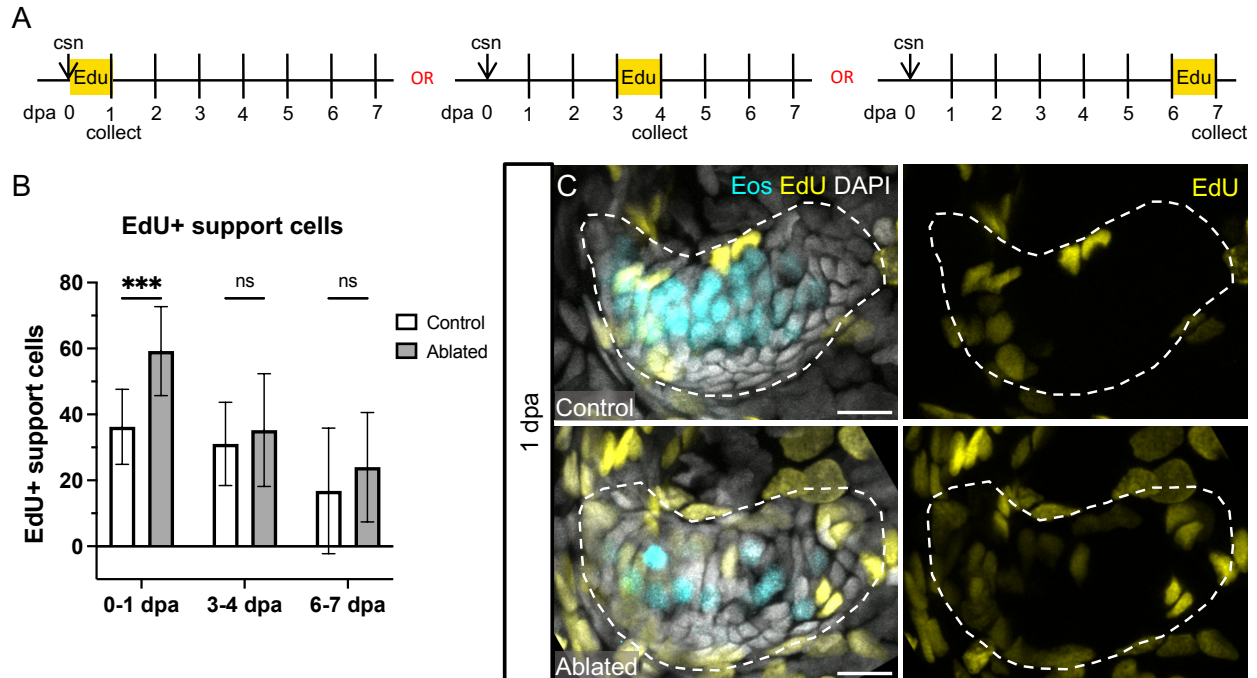 A
csn
Edu
dpa 0 1 2 3 4 5 6 7
collect
OR
csn
Edu
dpa 0 1 2 3 4 5 6 7
collect
OR
csn
Edu
dpa 0 1 2 3 4 5 6 7
collect
B
EdU+ support cells
EdU+ support cells
80
60
40
20
0
***
ns
ns
Control
Ablated
0-1 dpa 3-4 dpa 6-7 dpa
1 dpa
C
Eos EdU DAPI
Control
EdU
Ablated